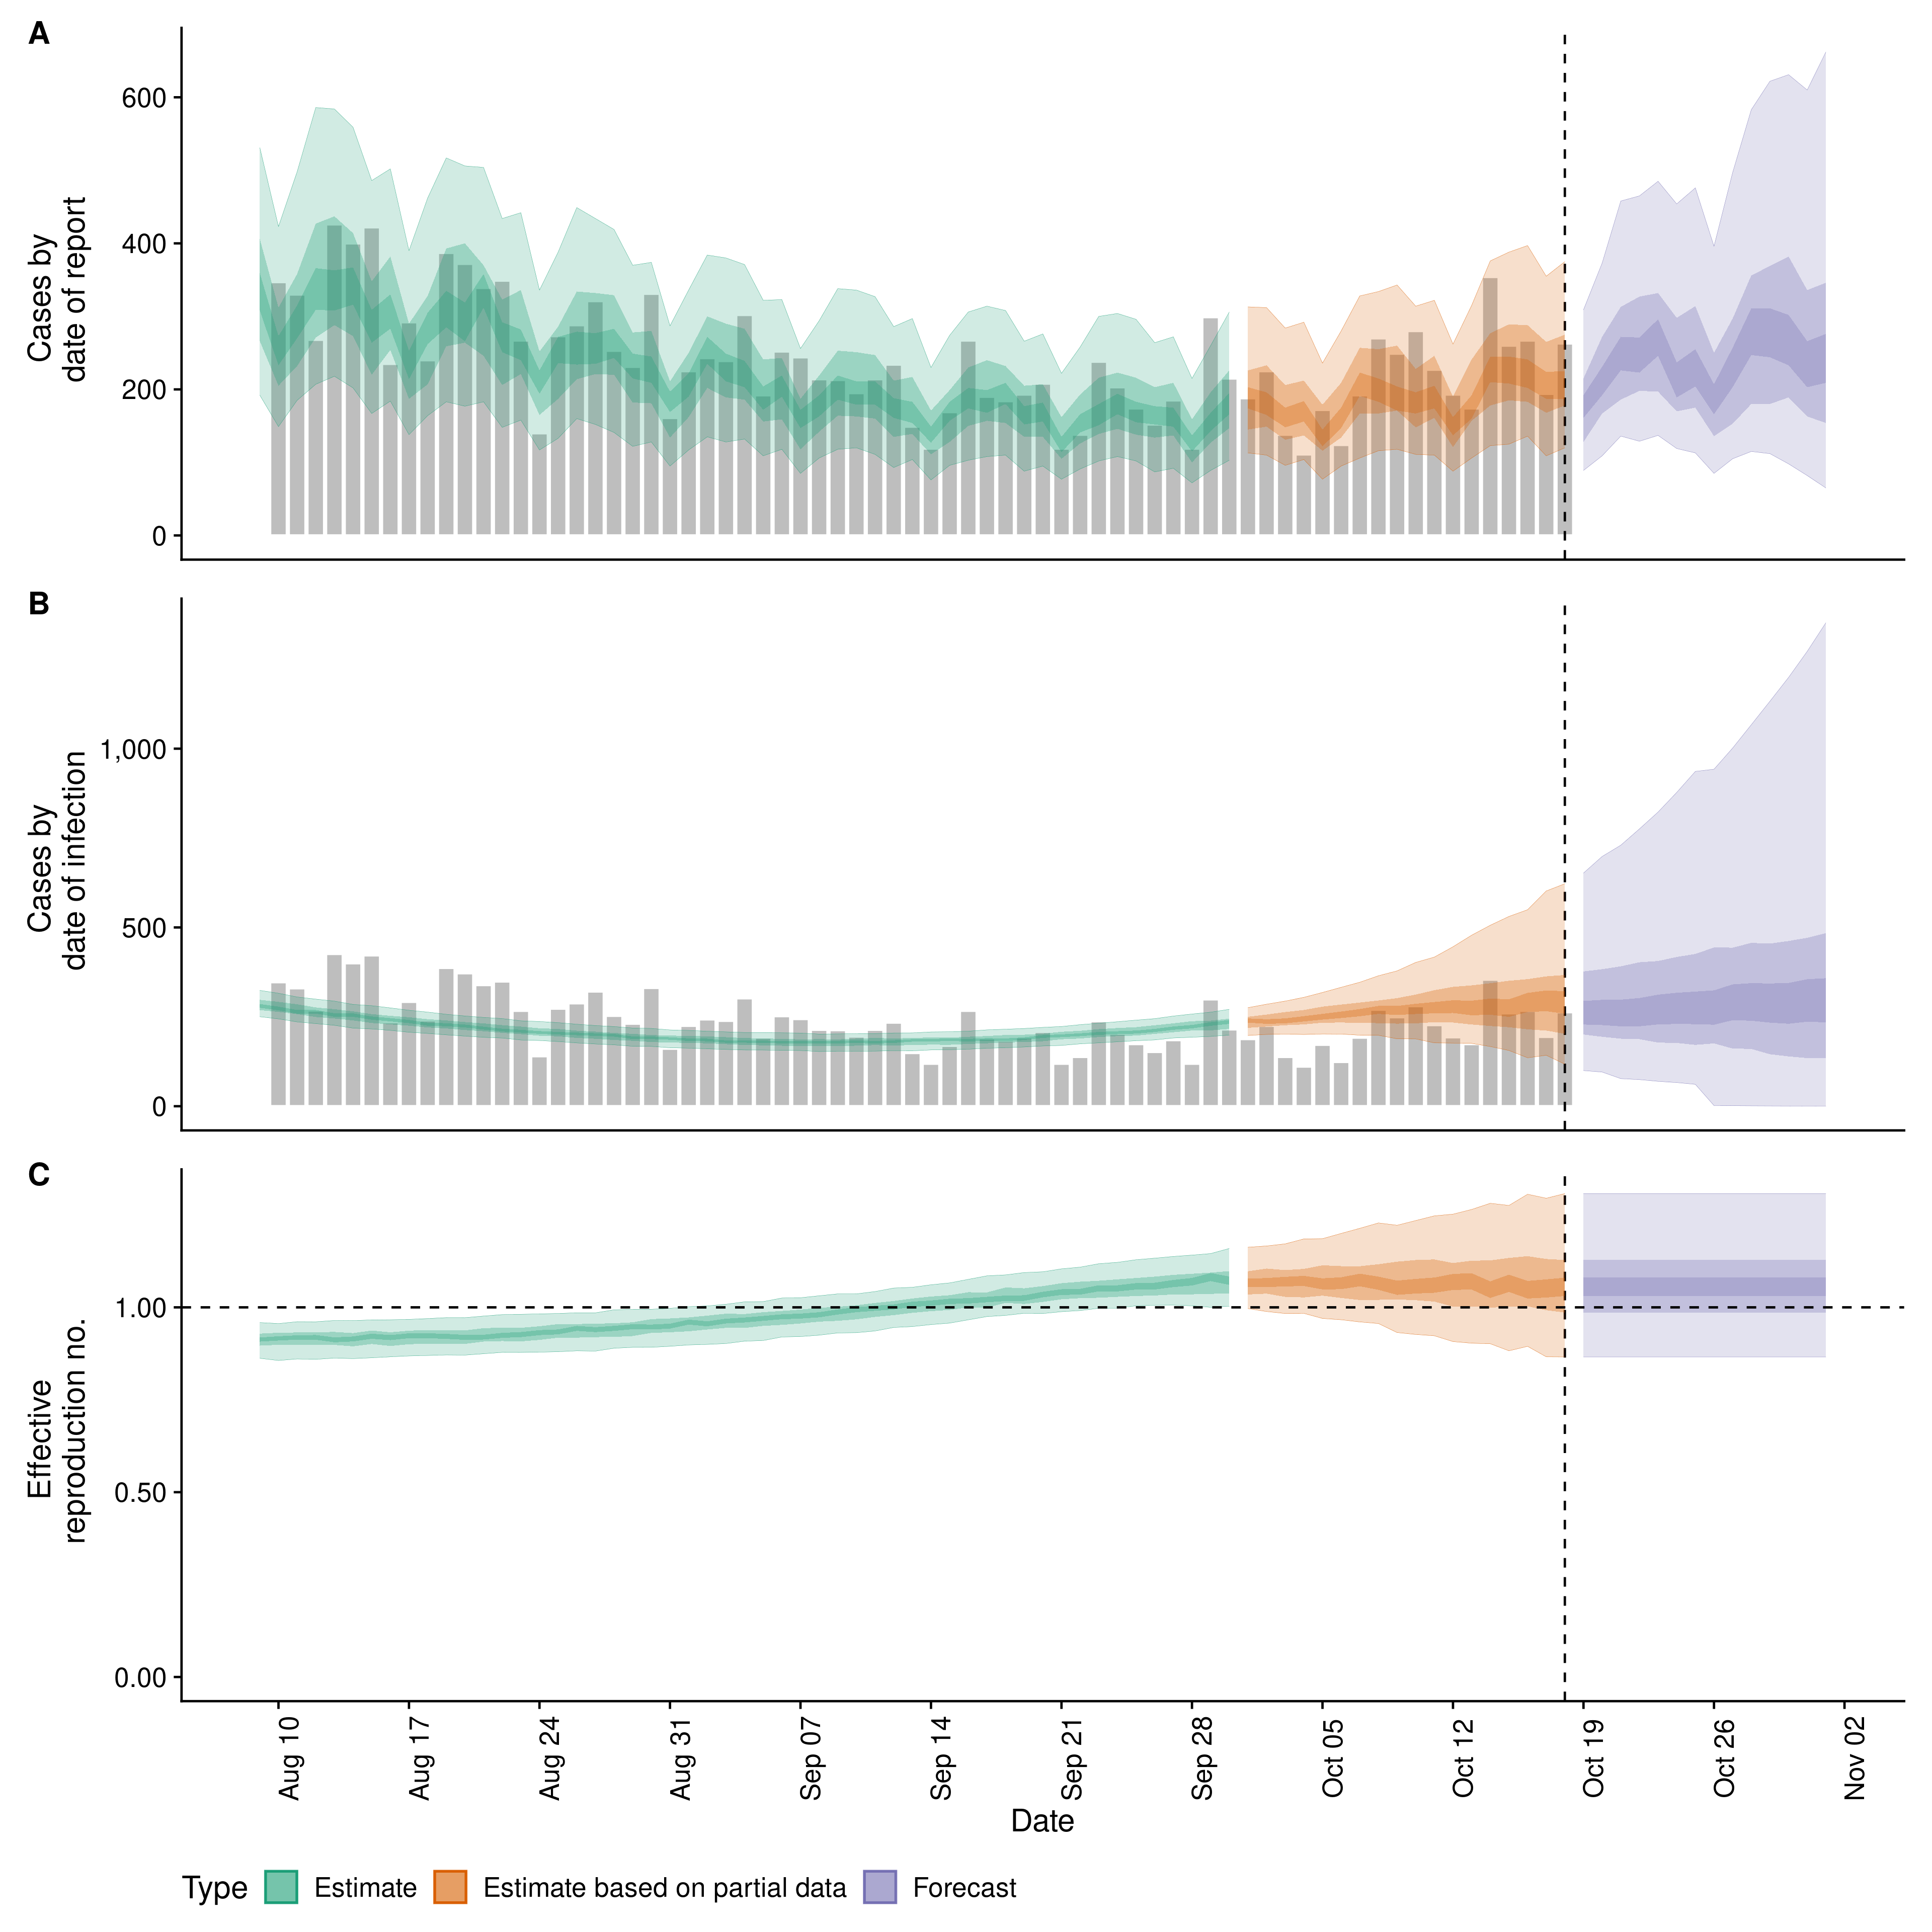 A
600
400
200
0
Cases by
date of report
B
1,000
500
0
Cases by
date of infection
C
1.00
0.50
0.00
Effective
reproduction no.
Aug 10
Aug 17
Aug 24
Aug 31
Sep 07
Sep 14
Sep 21
Sep 28
Oct 05
Oct 12
Oct 19
Oct 26
Nov 02
Date
Type Estimate Estimate based on partial data Forecast